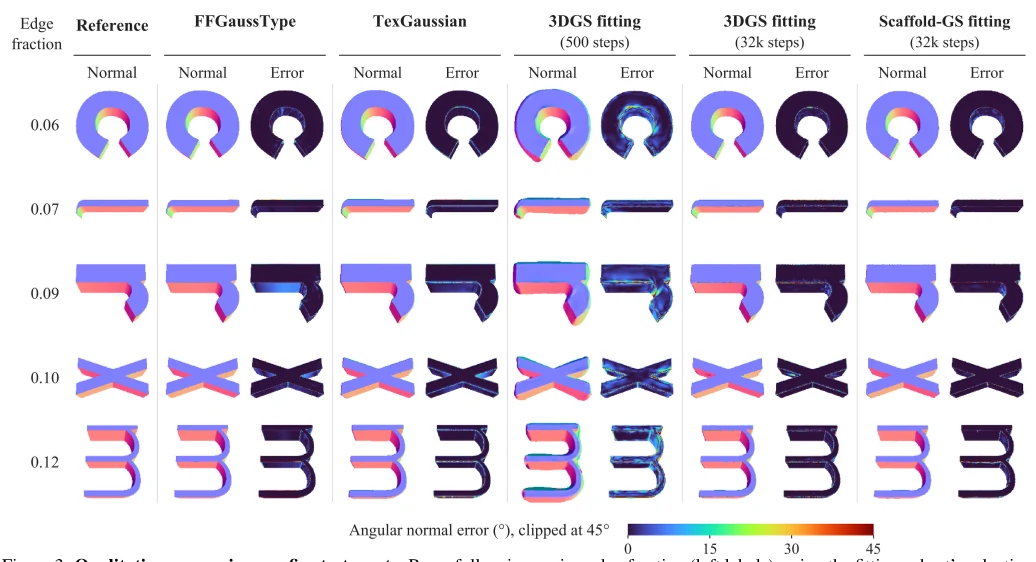 Edge fraction Reference FFGaussType TexGaussian 3DGS fitting (500 steps) 3DGS fitting (32k steps) Scaffold-GS fitting (32k steps)
Normal Normal Error Normal Error Normal Error Normal Error Normal Error
0.06
0.07
0.09
0.10
0.12
Angular normal error (°), clipped at 45°
0 15 30 45